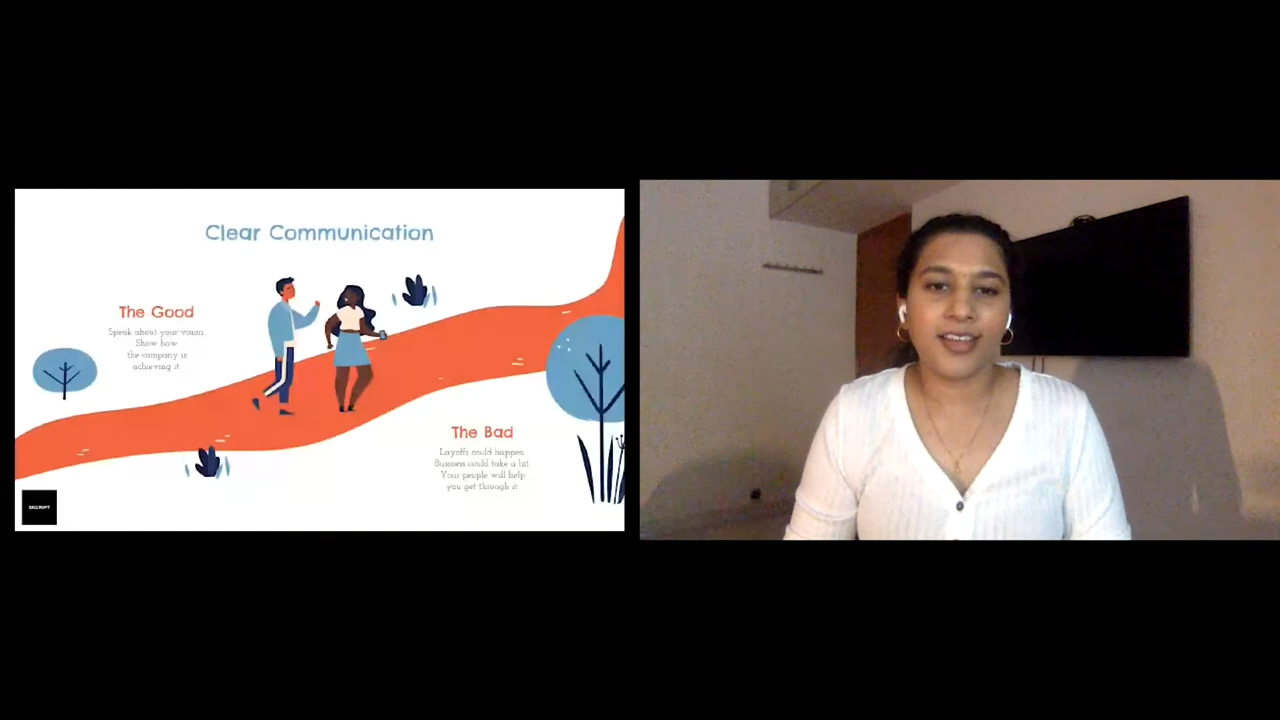 Clear Communication
The Good
Speak about your vision.
Show how
the company is
achieving it
The Bad
Layoffs could happen
Business could take a hit
Your people will help
you get through it
SKCRIPT